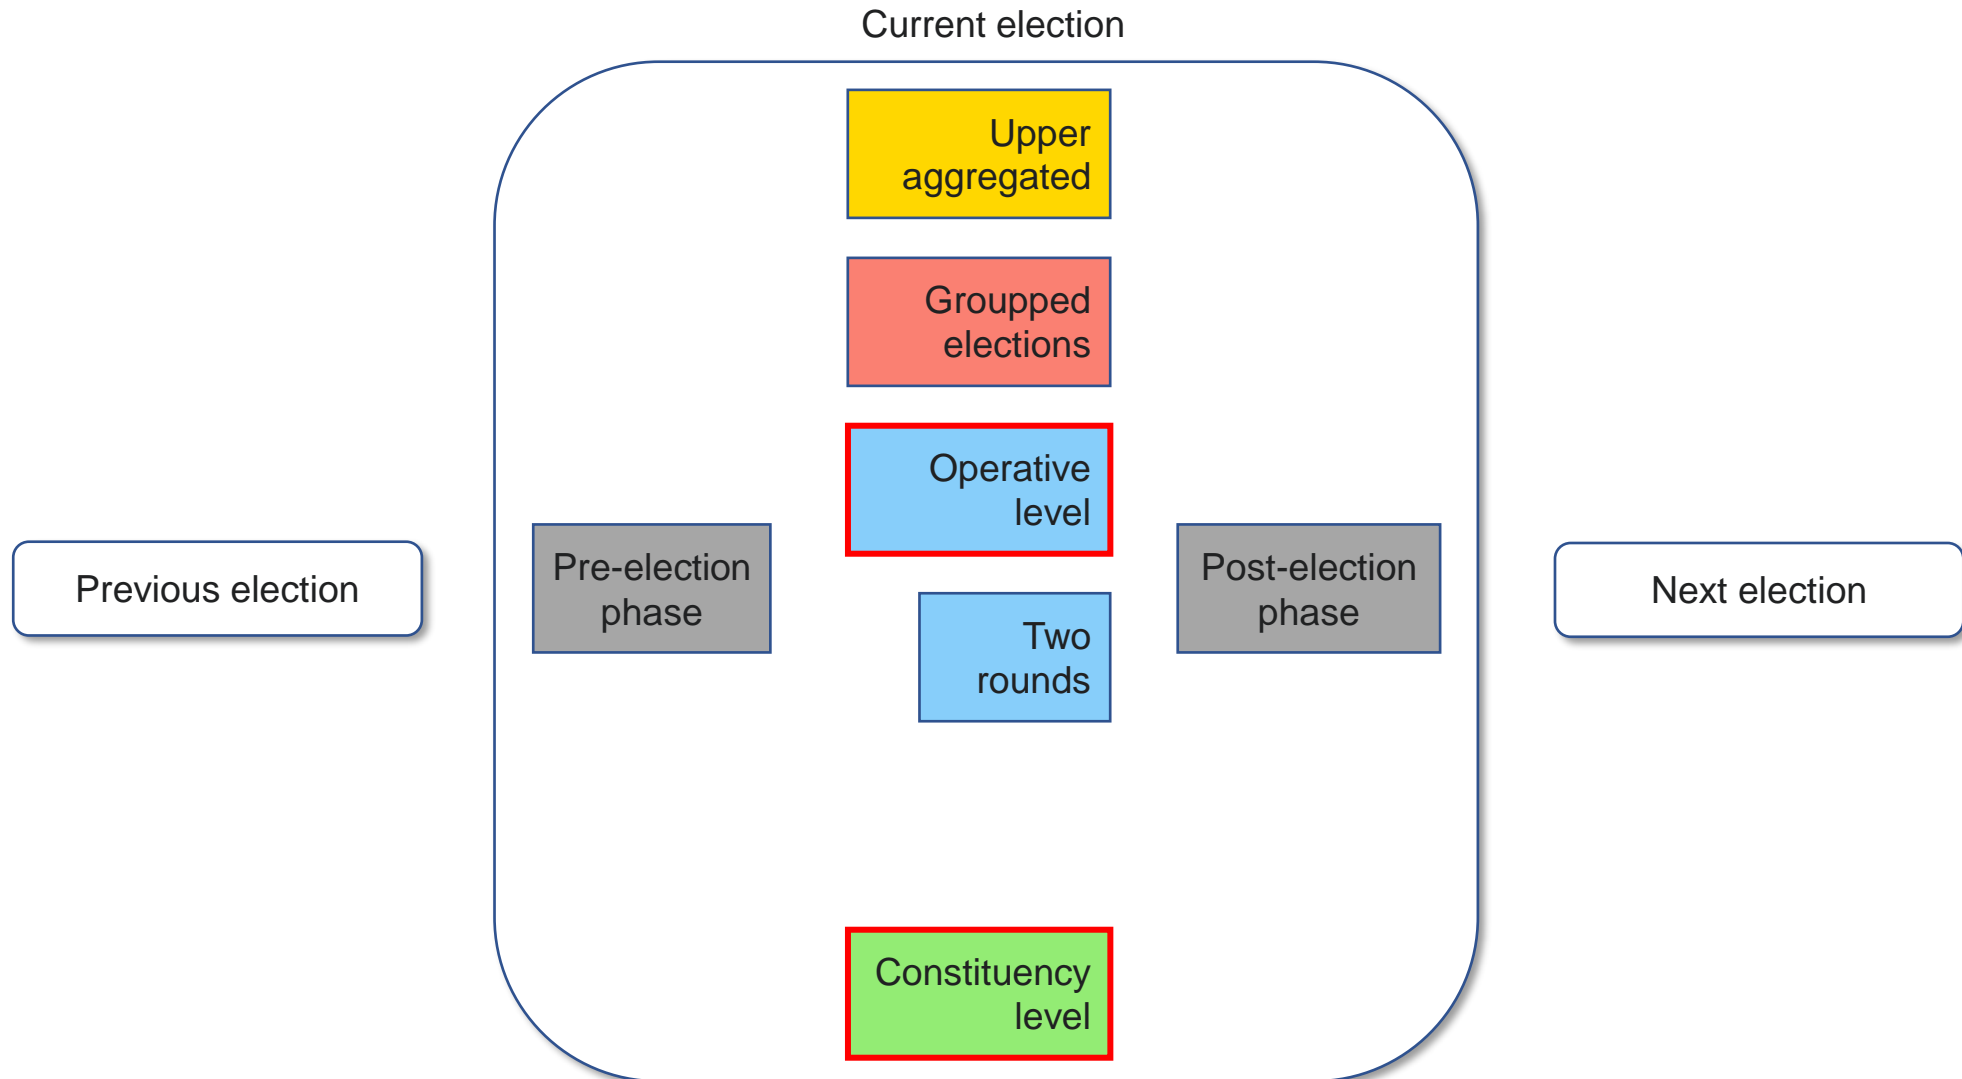 Current election
Upper
aggregated
Groupped
elections
Operative
level
Previous election
Pre-election
phase
Two
rounds
Post-election
phase
Next election
Constituency
level